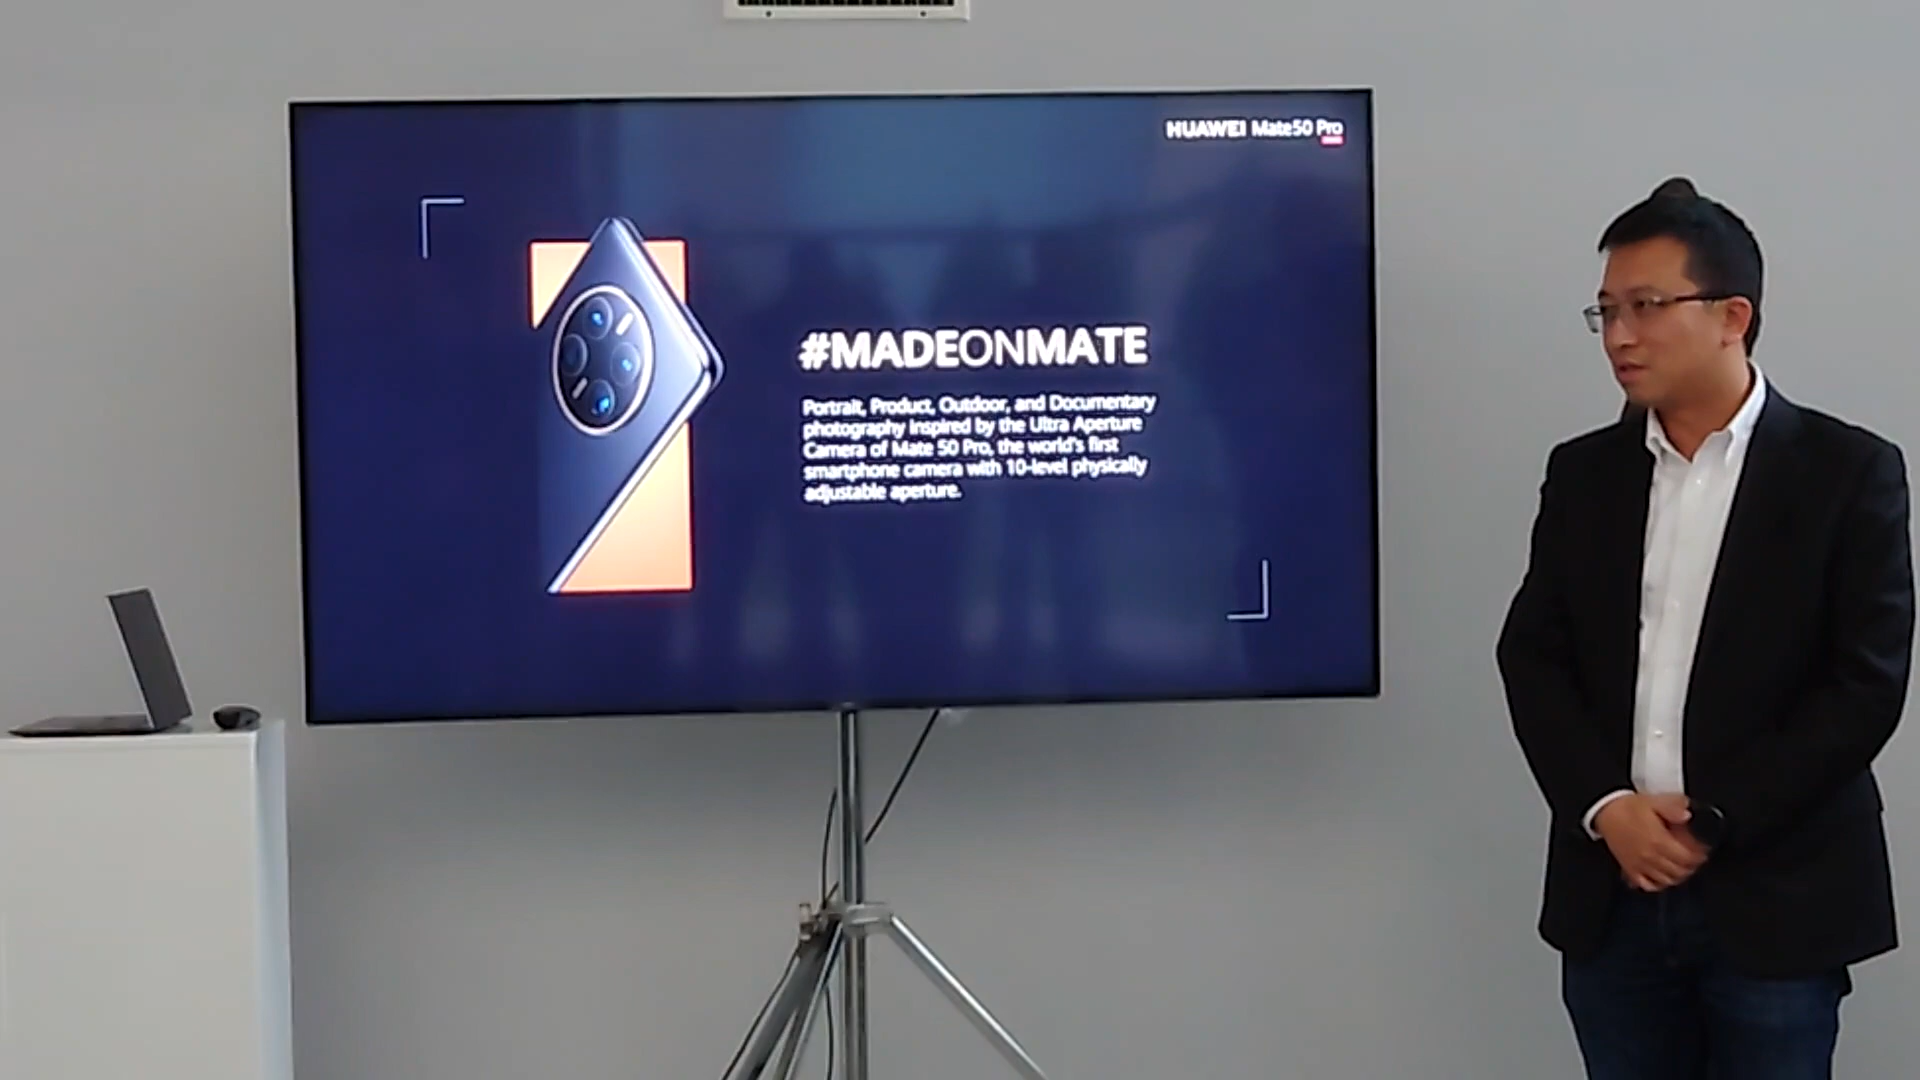 HUAWEI Mate50 Pro
#MADEONMATE
Portrait, Product, Outdoor, and Documentary
photography inspired by the Ultra Aperture
Camera of Mate 50 Pro, the world's first
smartphone camera with 10-level physically
adjustable aperture.